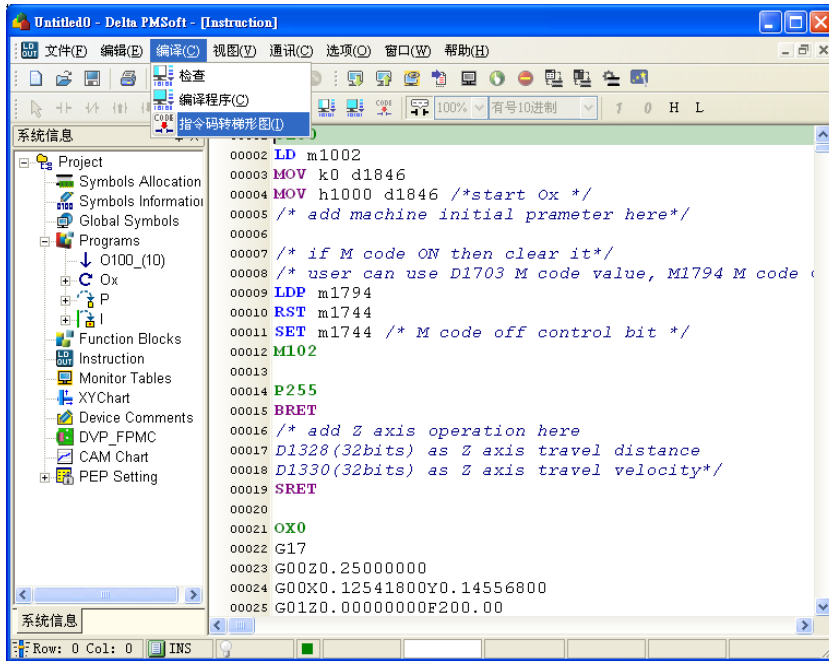 Untitled0 - Delta PMSoft - [Instruction]
文件(F) 编辑(E) 编译(C) 视图(V) 通讯(C) 选项(O) 窗口(W) 帮助(H)
检查
编译程序(C)
指令码转梯形图(I)
100% 有号10进制 1 0 H L
系统信息
Project
Symbols Allocation
Symbols Information
Global Symbols
Programs
O100_(10)
Ox
P
I
Function Blocks
Instruction
Monitor Tables
XYChart
Device Comments
DVP_FPMC
CAM Chart
PEP Setting
系统信息
00002 LD m1002
00003 MOV k0 d1846
00004 MOV h1000 d1846 /*start Ox */
00005 /* add machine initial prameter here*/
00006
00007 /* if M code ON then clear it*/
00008 /* user can use D1703 M code value, M1794 M code
00009 LDP m1794
00010 RST m1744
00011 SET m1744 /* M code off control bit */
00012 M102
00013
00014 P255
00015 BRET
00016 /* add Z axis operation here
00017 D1328(32bits) as Z axis travel distance
00018 D1330(32bits) as Z axis travel velocity*/
00019 SRET
00020
00021 OX0
00022 G17
00023 G00Z0.25000000
00024 G00X0.12541800Y0.14556800
00025 G01Z0.00000000F200.00
Row: 0 Col: 0 INS